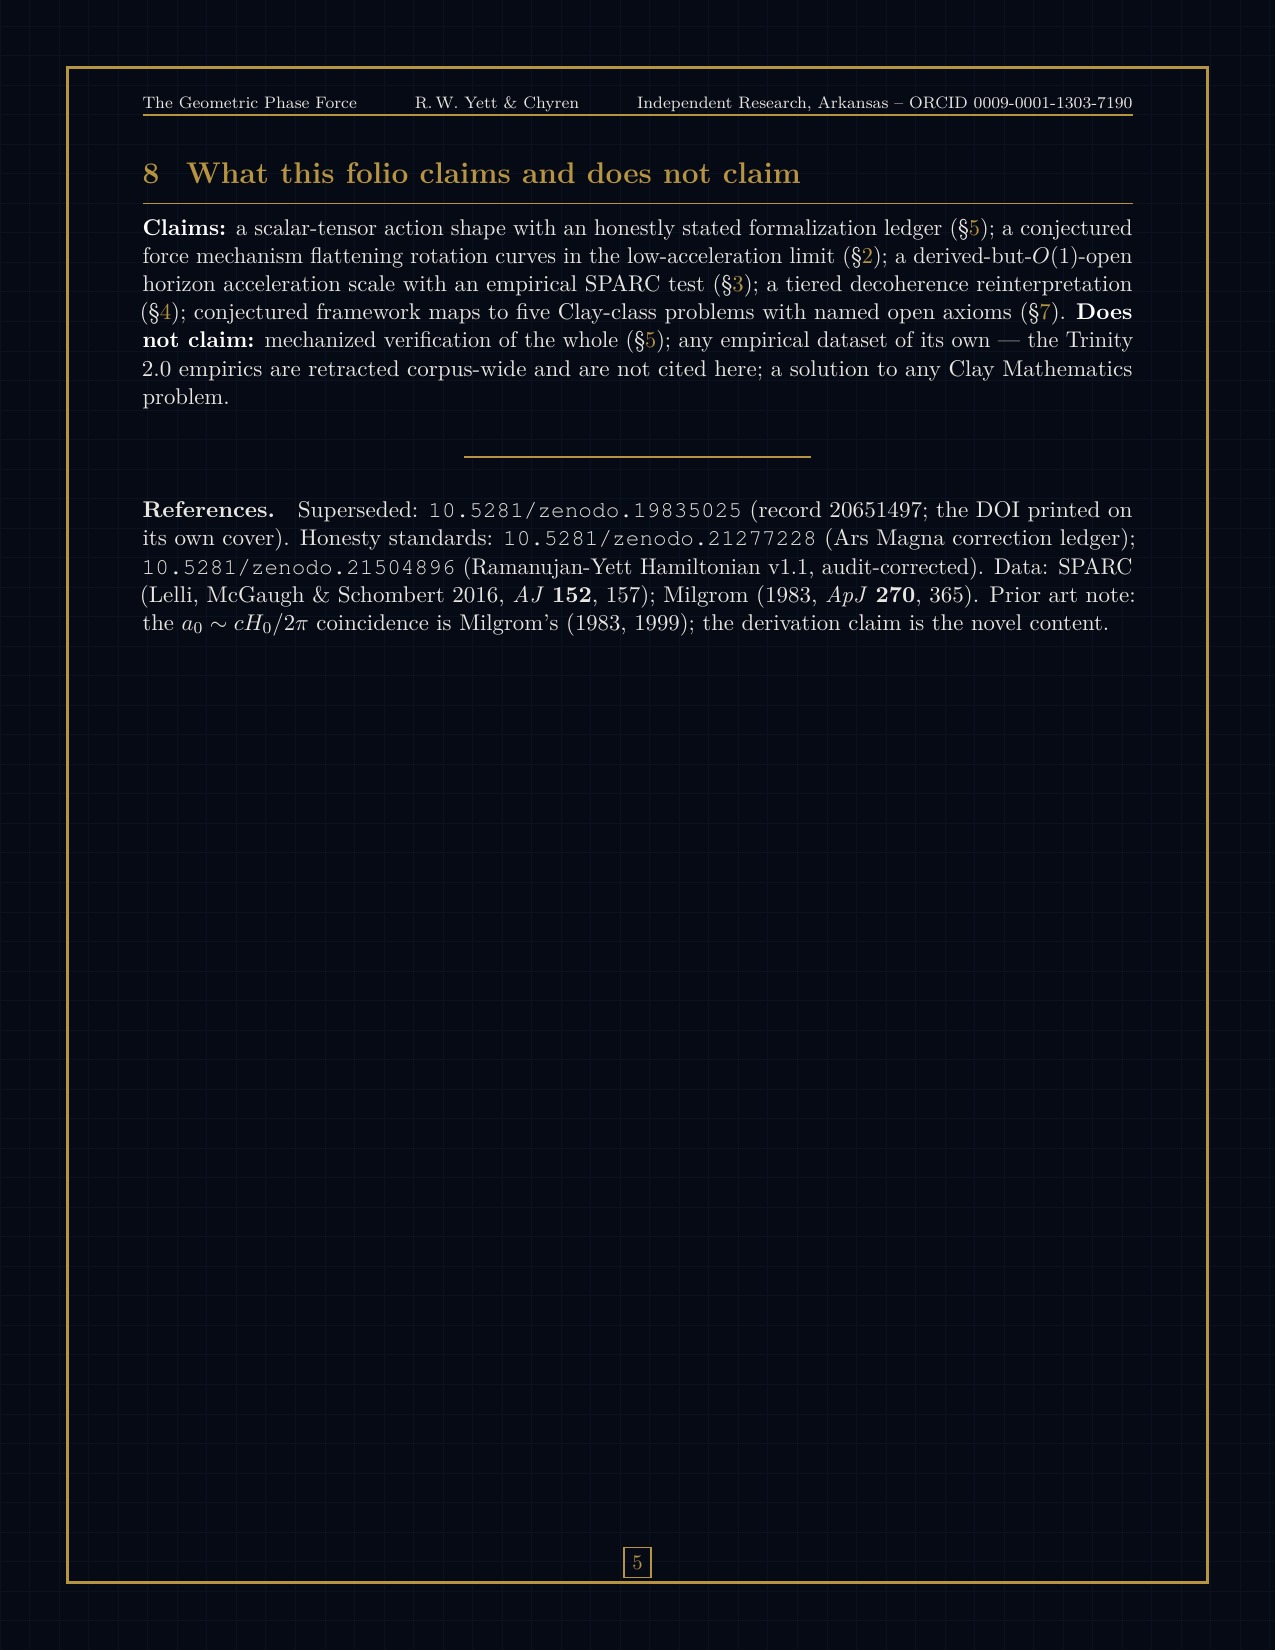 The Geometric Phase Force R. W. Yett & Chyren Independent Research, Arkansas – ORCID 0009-0001-1303-7190
8 What this folio claims and does not claim
Claims: a scalar-tensor action shape with an honestly stated formalization ledger (§5); a conjectured
force mechanism flattening rotation curves in the low-acceleration limit (§2); a derived-but-O(1)-open
horizon acceleration scale with an empirical SPARC test (§3); a tiered decoherence reinterpretation
(§4); conjectured framework maps to five Clay-class problems with named open axioms (§7). Does
not claim: mechanized verification of the whole (§5); any empirical dataset of its own — the Trinity
2.0 empirics are retracted corpus-wide and are not cited here; a solution to any Clay Mathematics
problem.
References. Superseded: 10.5281/zenodo.19835025 (record 20651497; the DOI printed on
its own cover). Honesty standards: 10.5281/zenodo.21277228 (Ars Magna correction ledger);
10.5281/zenodo.21504896 (Ramanujan-Yett Hamiltonian v1.1, audit-corrected). Data: SPARC
(Lelli, McGaugh & Schombert 2016, AJ 152, 157); Milgrom (1983, ApJ 270, 365). Prior art note:
the a₀ ∼ cH₀/2π coincidence is Milgrom’s (1983, 1999); the derivation claim is the novel content.
5